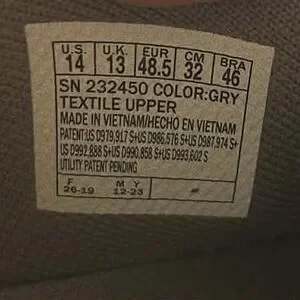 U.S. U.K. EUR CM BRA
14 13 48.5 32 46
SN 232450 COLOR:GRY
TEXTILE UPPER
MADE IN VIETNAM/HECHO EN VIETNAM
PATENT:US D979,917 S+US D986,576 S+US D987,974 S+
US D992,888 S+US D990,858 S+US D993,602 S
UTILITY PATENT PENDING
F M Y
26-19 12-23 #